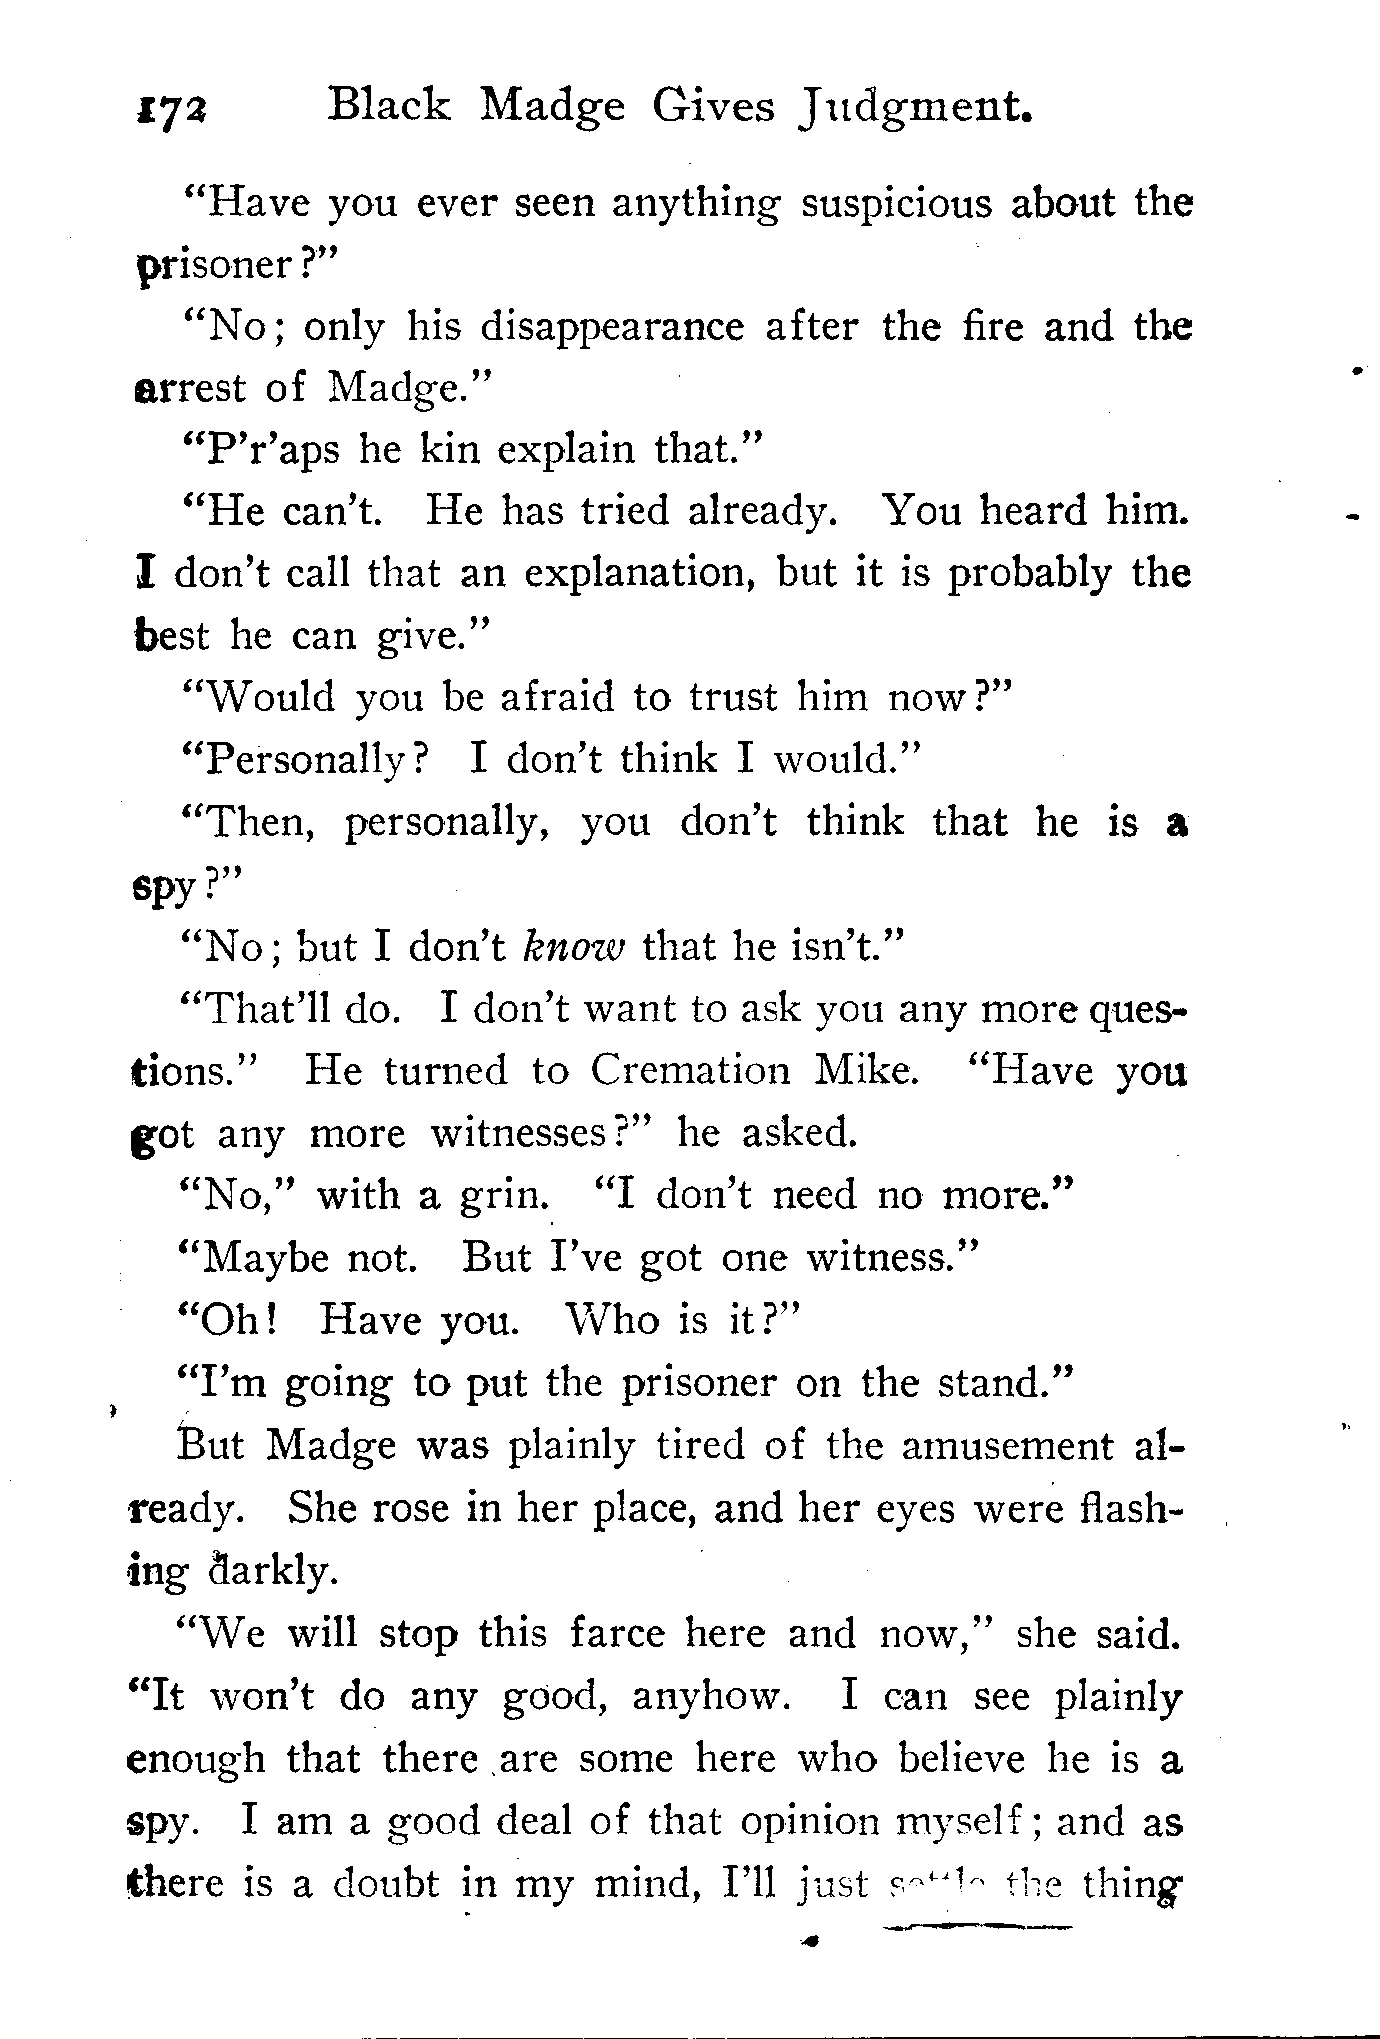 172 Black Madge Gives Judgment.
“Have you ever seen anything suspicious about the
prisoner?”
“No; only his disappearance after the fire and the
arrest of Madge.”
“P’r’aps he kin explain that.”
“He can’t. He has tried already. You heard him.
I don’t call that an explanation, but it is probably the
best he can give.”
“Would you be afraid to trust him now?”
“Personally? I don’t think I would.”
“Then, personally, you don’t think that he is a
spy?”
“No; but I don’t know that he isn’t.”
“That’ll do. I don’t want to ask you any more ques-
tions.” He turned to Cremation Mike. “Have you
got any more witnesses?” he asked.
“No,” with a grin. “I don’t need no more.”
“Maybe not. But I’ve got one witness.”
“Oh! Have you. Who is it?”
“I’m going to put the prisoner on the stand.”
But Madge was plainly tired of the amusement al-
ready. She rose in her place, and her eyes were flash-
ing darkly.
“We will stop this farce here and now,” she said.
“It won’t do any good, anyhow. I can see plainly
enough that there are some here who believe he is a
spy. I am a good deal of that opinion myself; and as
there is a doubt in my mind, I’ll just settle the thing